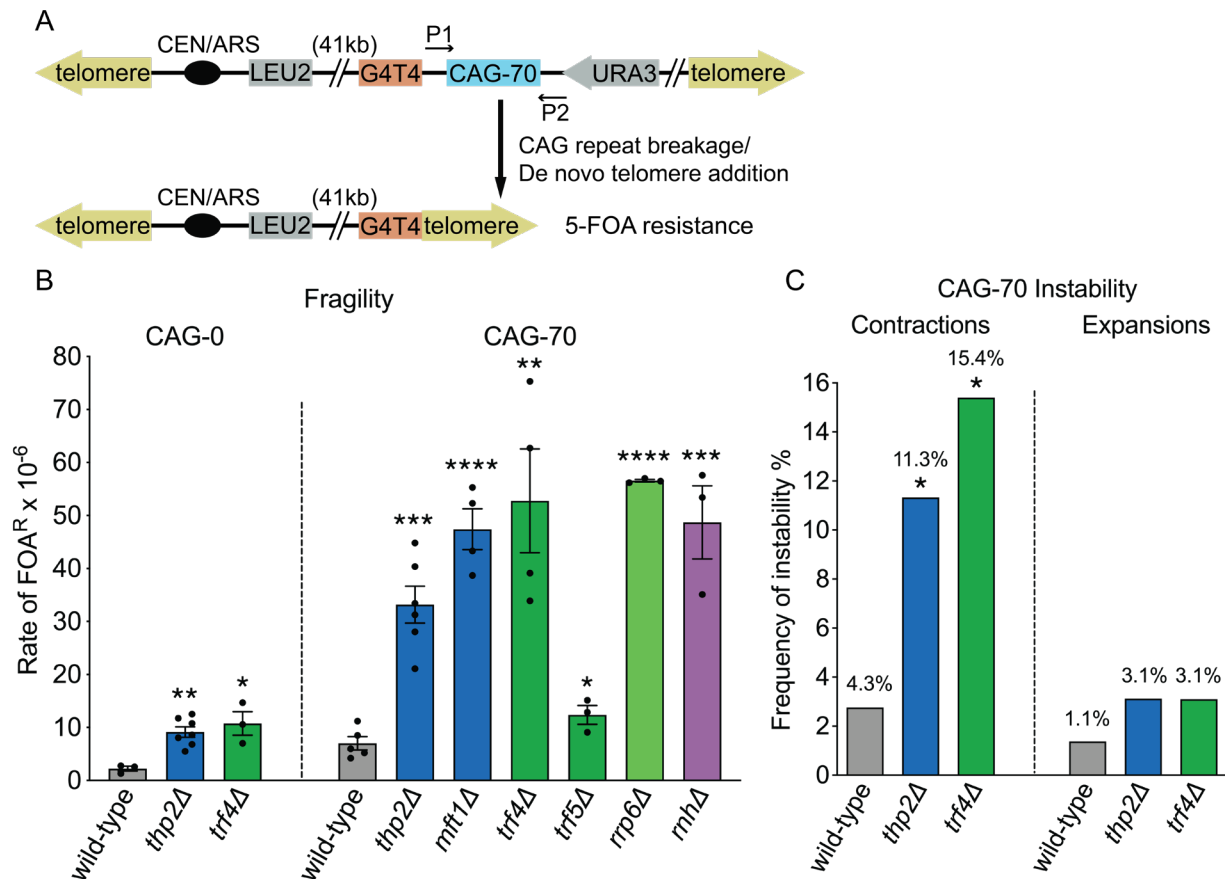 A
P1
CEN/ARS (41kb)
telomere LEU2 G4T4 CAG-70 URA3 telomere
P2
CAG repeat breakage/
De novo telomere addition
CEN/ARS (41kb)
telomere LEU2 G4T4 telomere 5-FOA resistance
B
Fragility
CAG-0 CAG-70
Rate of FOA^R x 10^-6
80
70
60
50
40
30
20
10
0
** * *** **** ** * **** ***
wild-type thp2Δ trf4Δ wild-type thp2Δ mft1Δ trf4Δ trf5Δ rrp6Δ rnhΔ
C
CAG-70 Instability
Contractions Expansions
Frequency of instability %
16
14
12
10
8
6
4
2
0
4.3% 11.3% * 15.4% * 1.1% 3.1% 3.1%
wild-type thp2Δ trf4Δ wild-type thp2Δ trf4Δ